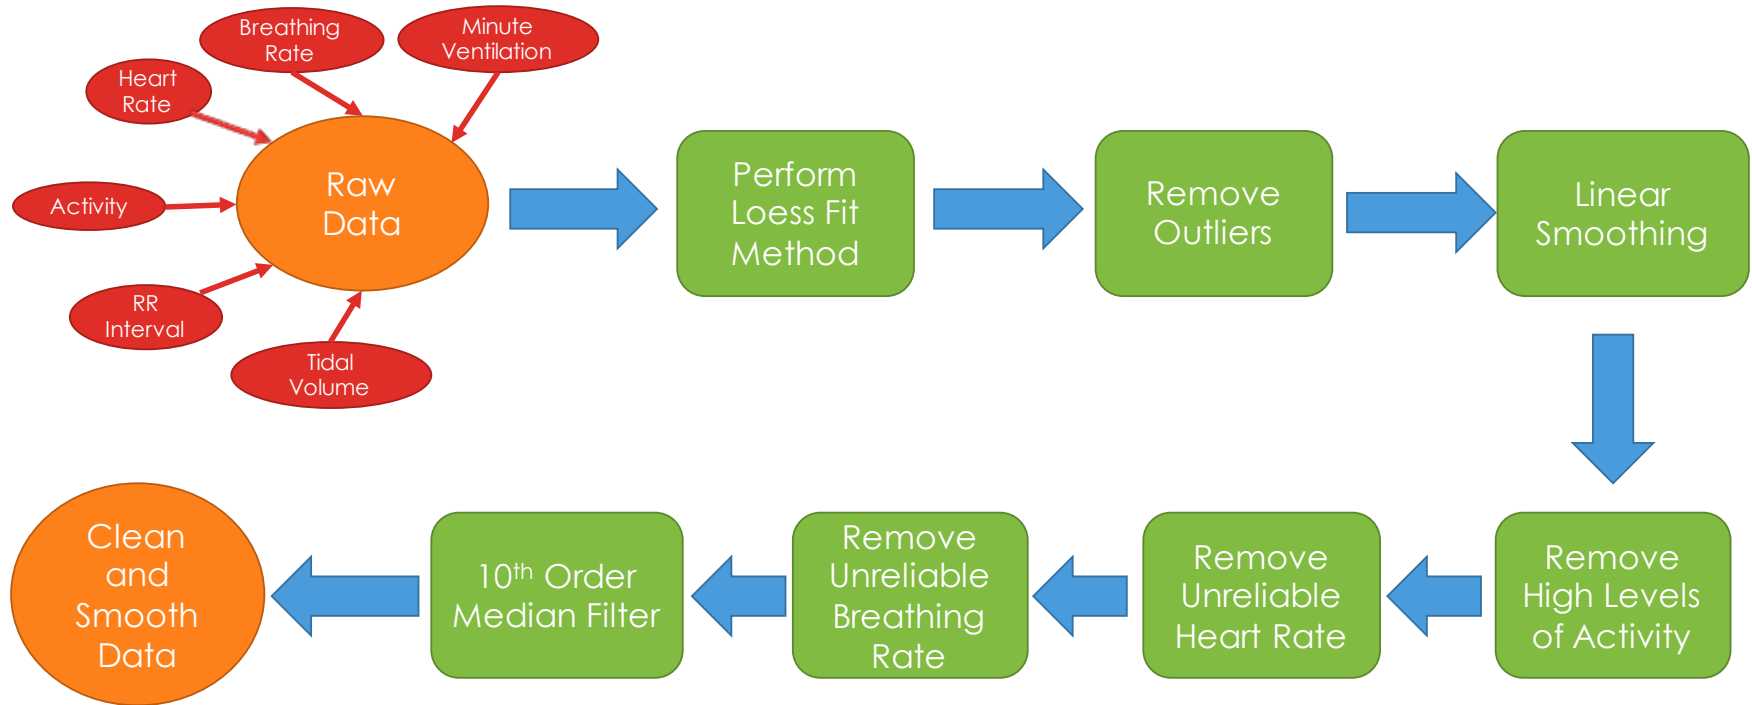 Breathing
Rate
Minute
Ventilation
Heart
Rate
Activity
RR
Interval
Tidal
Volume
Raw
Data
Perform
Loess Fit
Method
Remove
Outliers
Linear
Smoothing
Remove
High Levels
of Activity
Remove
Unreliable
Heart Rate
Remove
Unreliable
Breathing
Rate
10th Order
Median Filter
Clean
and
Smooth
Data